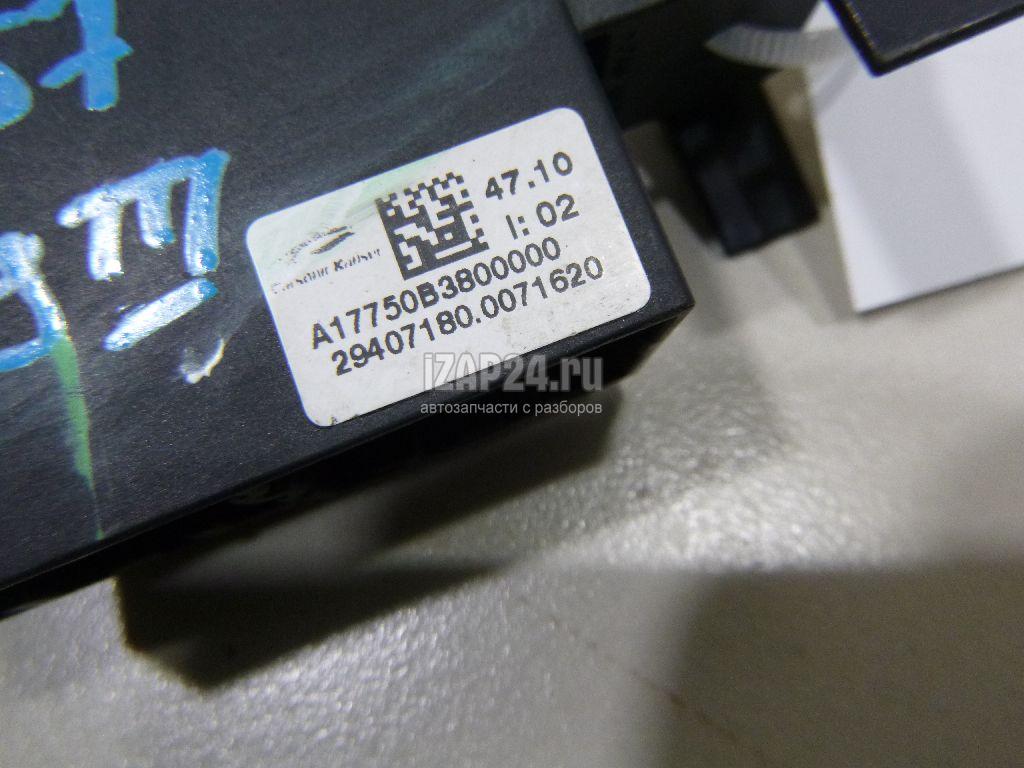 47.10
I: 02
A17750B3800000
29407180.0071620
iZAP24.ru
автозапчасти с разборов